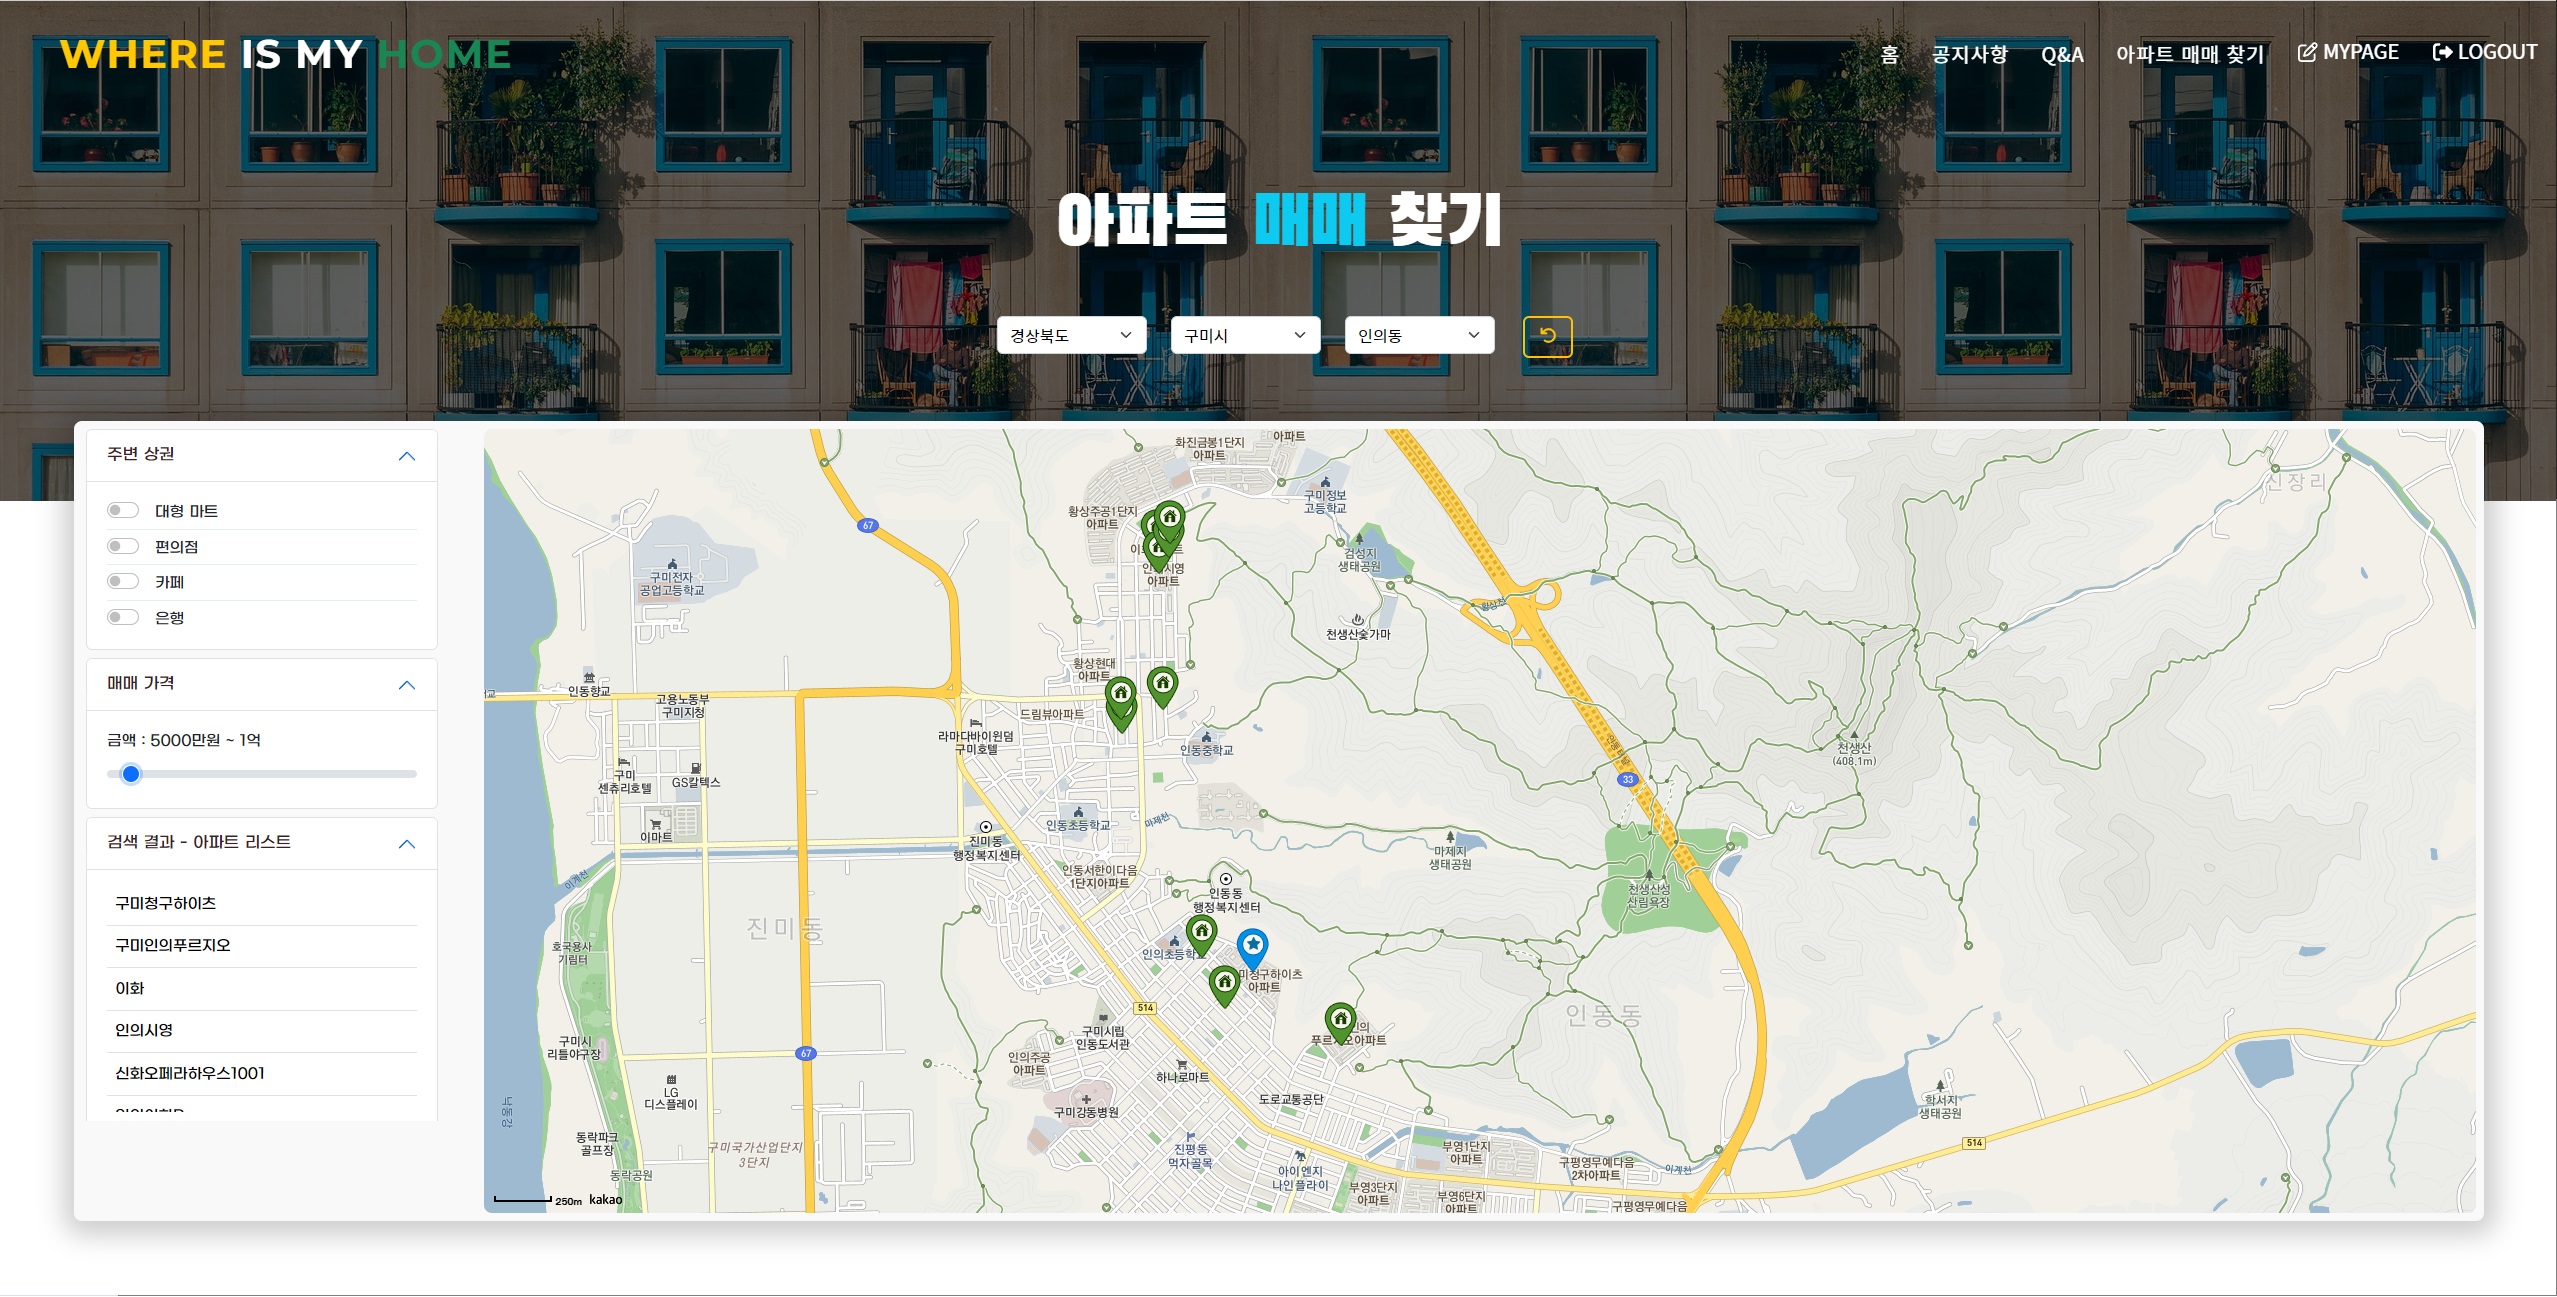 WHERE IS MY HOME
홈 공지사항 Q&A 아파트 매매 찾기 MYPAGE LOGOUT
아파트 매매 찾기
경상북도 구미시 인의동
주변 상권
대형 마트
편의점
카페
은행
매매 가격
금액 : 5000만원 ~ 1억
검색 결과 - 아파트 리스트
구미청구하이츠
구미인의푸르지오
이화
인의시영
신화오페라하우스1001
화진금봉1단지
아파트
아파트
구미정보
고등학교
황상주공1단지
아파트
시영
아파트
검성지
생태공원
천생산숯가마
황상천
진장리
67
구미전자
공업고등학교
인동향교
고용노동부
구미지청
황상현대
아파트
드림뷰아파트
라마다바이윈덤
구미호텔
인동중학교
구미
센츄리호텔
GS칼텍스
이마트
33
천생산
(408.1m)
진미동
행정복지센터
인동초등학교
마제천
마제지
생태공원
인동서한이다음
1단지아파트
이계천
인동동
행정복지센터
천생산성
산림욕장
진미동
호국용사
기림터
인의초등학교
미청구하이츠
아파트
514
인동동
구미시립
인동도서관
푸르지오아파트
구미시
리틀야구장
67
인의주공
아파트
하나로마트
LG
디스플레이
구미강동병원
도로교통공단
학서지
생태공원
낙동강
동락파크
골프장
구미국가산업단지
3단지
동락공원
진평동
먹자골목
아이엔지
나인플라이
부영1단지
아파트
구평영무예다음
2차아파트
이계천
514
부영3단지
아파트
부영6단지
아파트
구평영무예다음
250m kakao